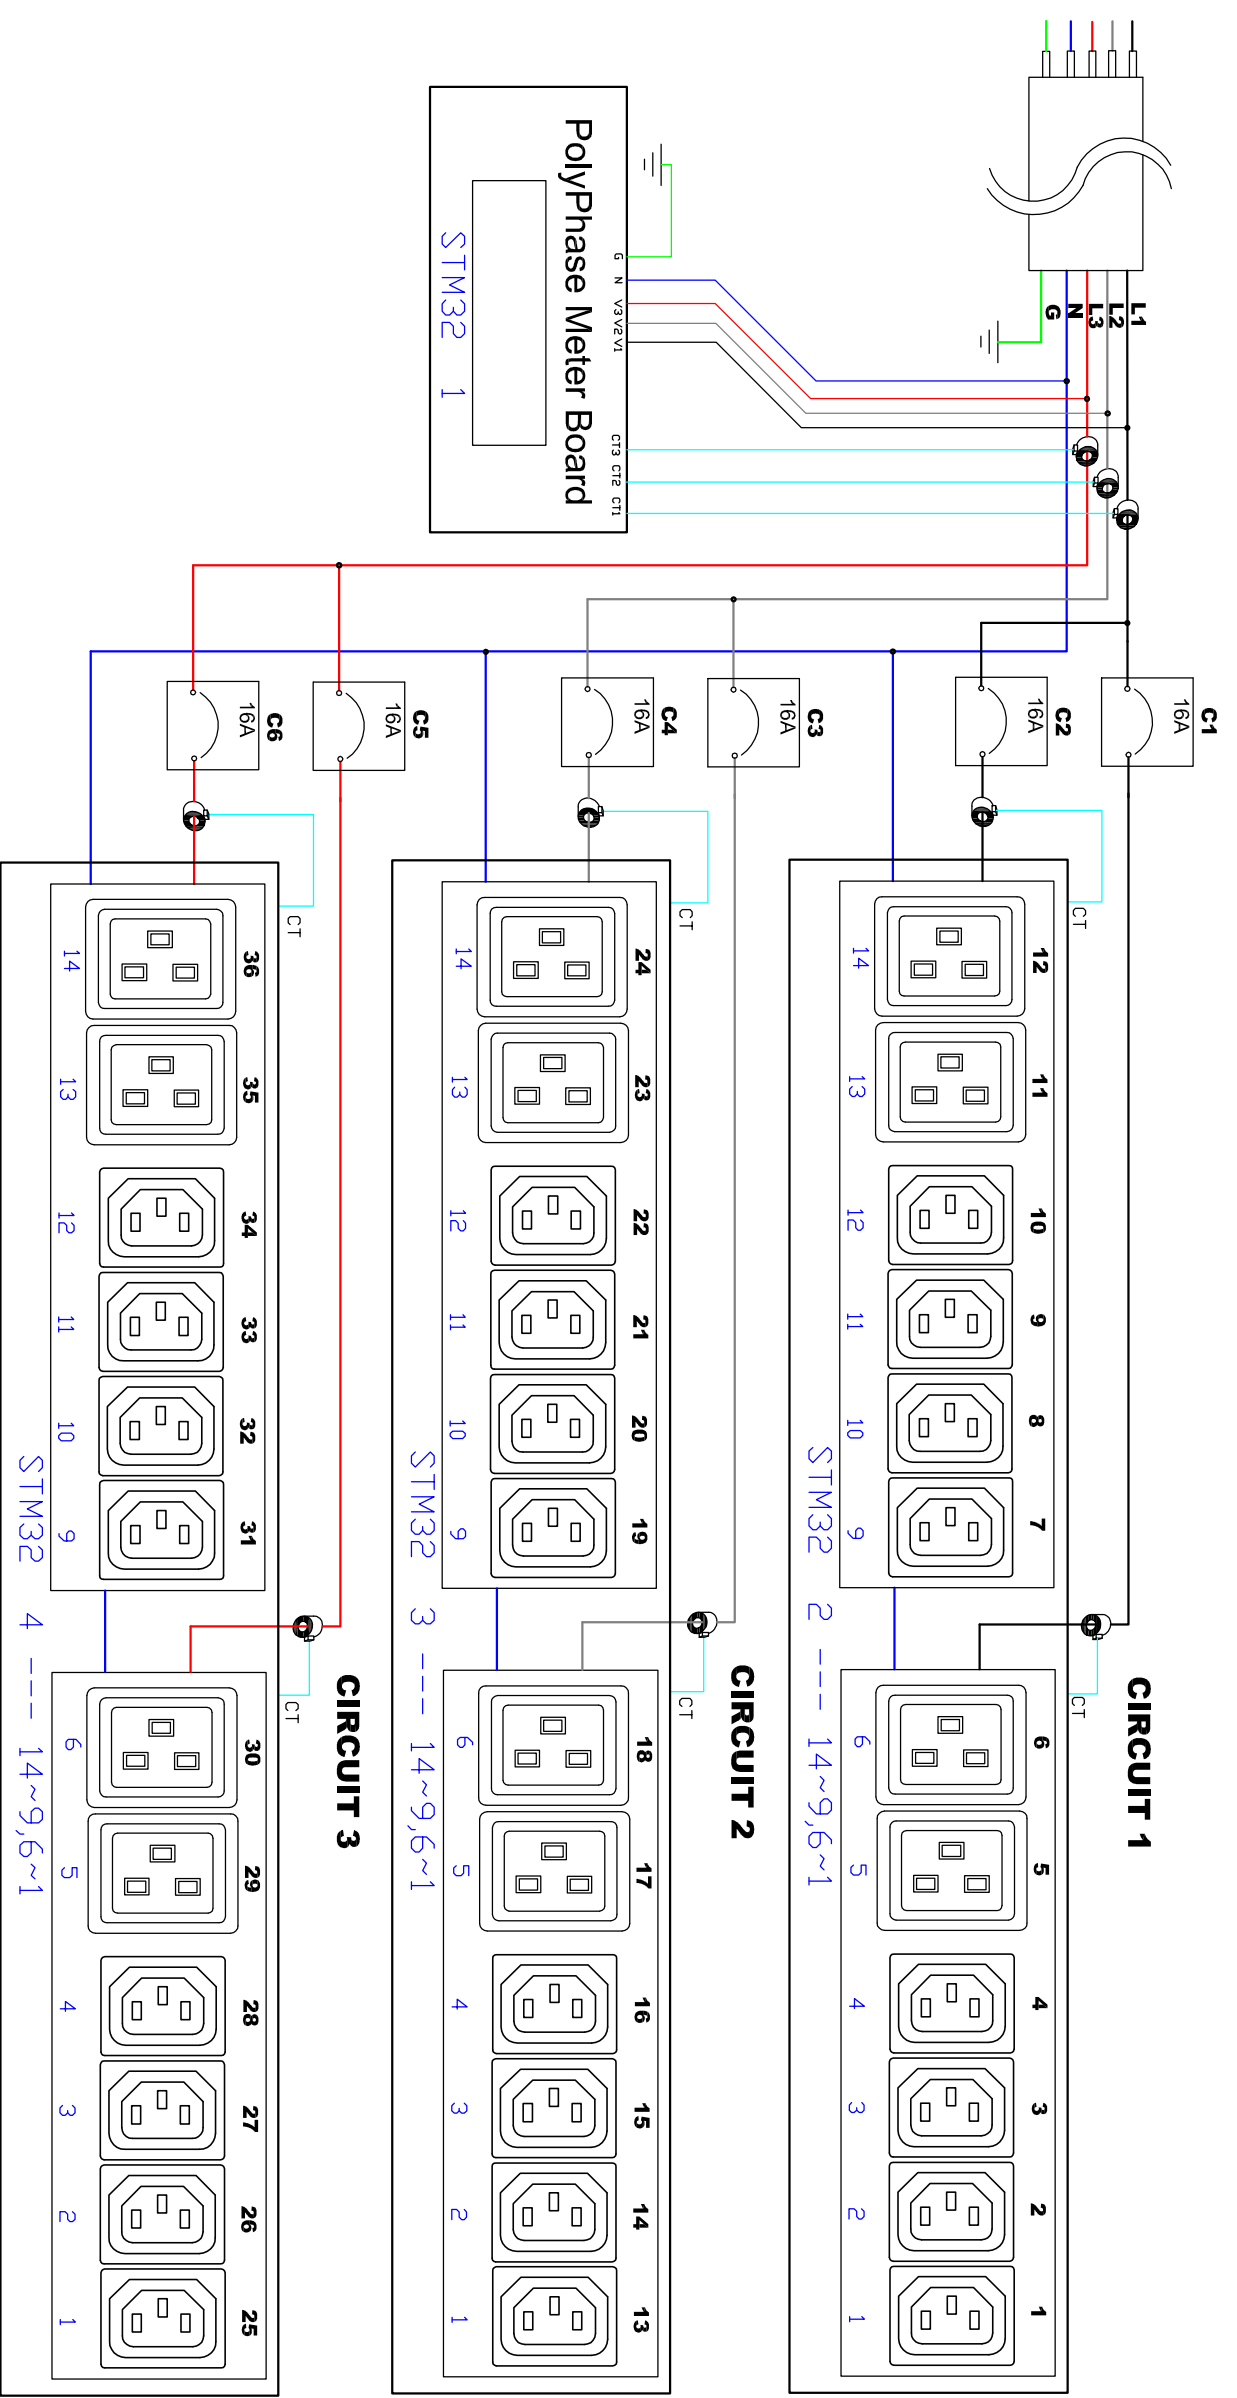 L1
L2
L3
N
G
PolyPhase Meter Board
G N V3 V2 V1 CT3 CT2 CT1
STM32 1
C1
16A
C2
16A
C3
16A
C4
16A
C5
16A
C6
16A
CIRCUIT 1
CT
CT
12 11 10 9 8 7 6 5 4 3 2 1
14 13 12 11 10 9 6 5 4 3 2 1
STM32 2 --- 14~9,6~1
CIRCUIT 2
CT
CT
24 23 22 21 20 19 18 17 16 15 14 13
14 13 12 11 10 9 6 5 4 3 2 1
STM32 3 --- 14~9,6~1
CIRCUIT 3
CT
CT
36 35 34 33 32 31 30 29 28 27 26 25
14 13 12 11 10 9 6 5 4 3 2 1
STM32 4 --- 14~9,6~1